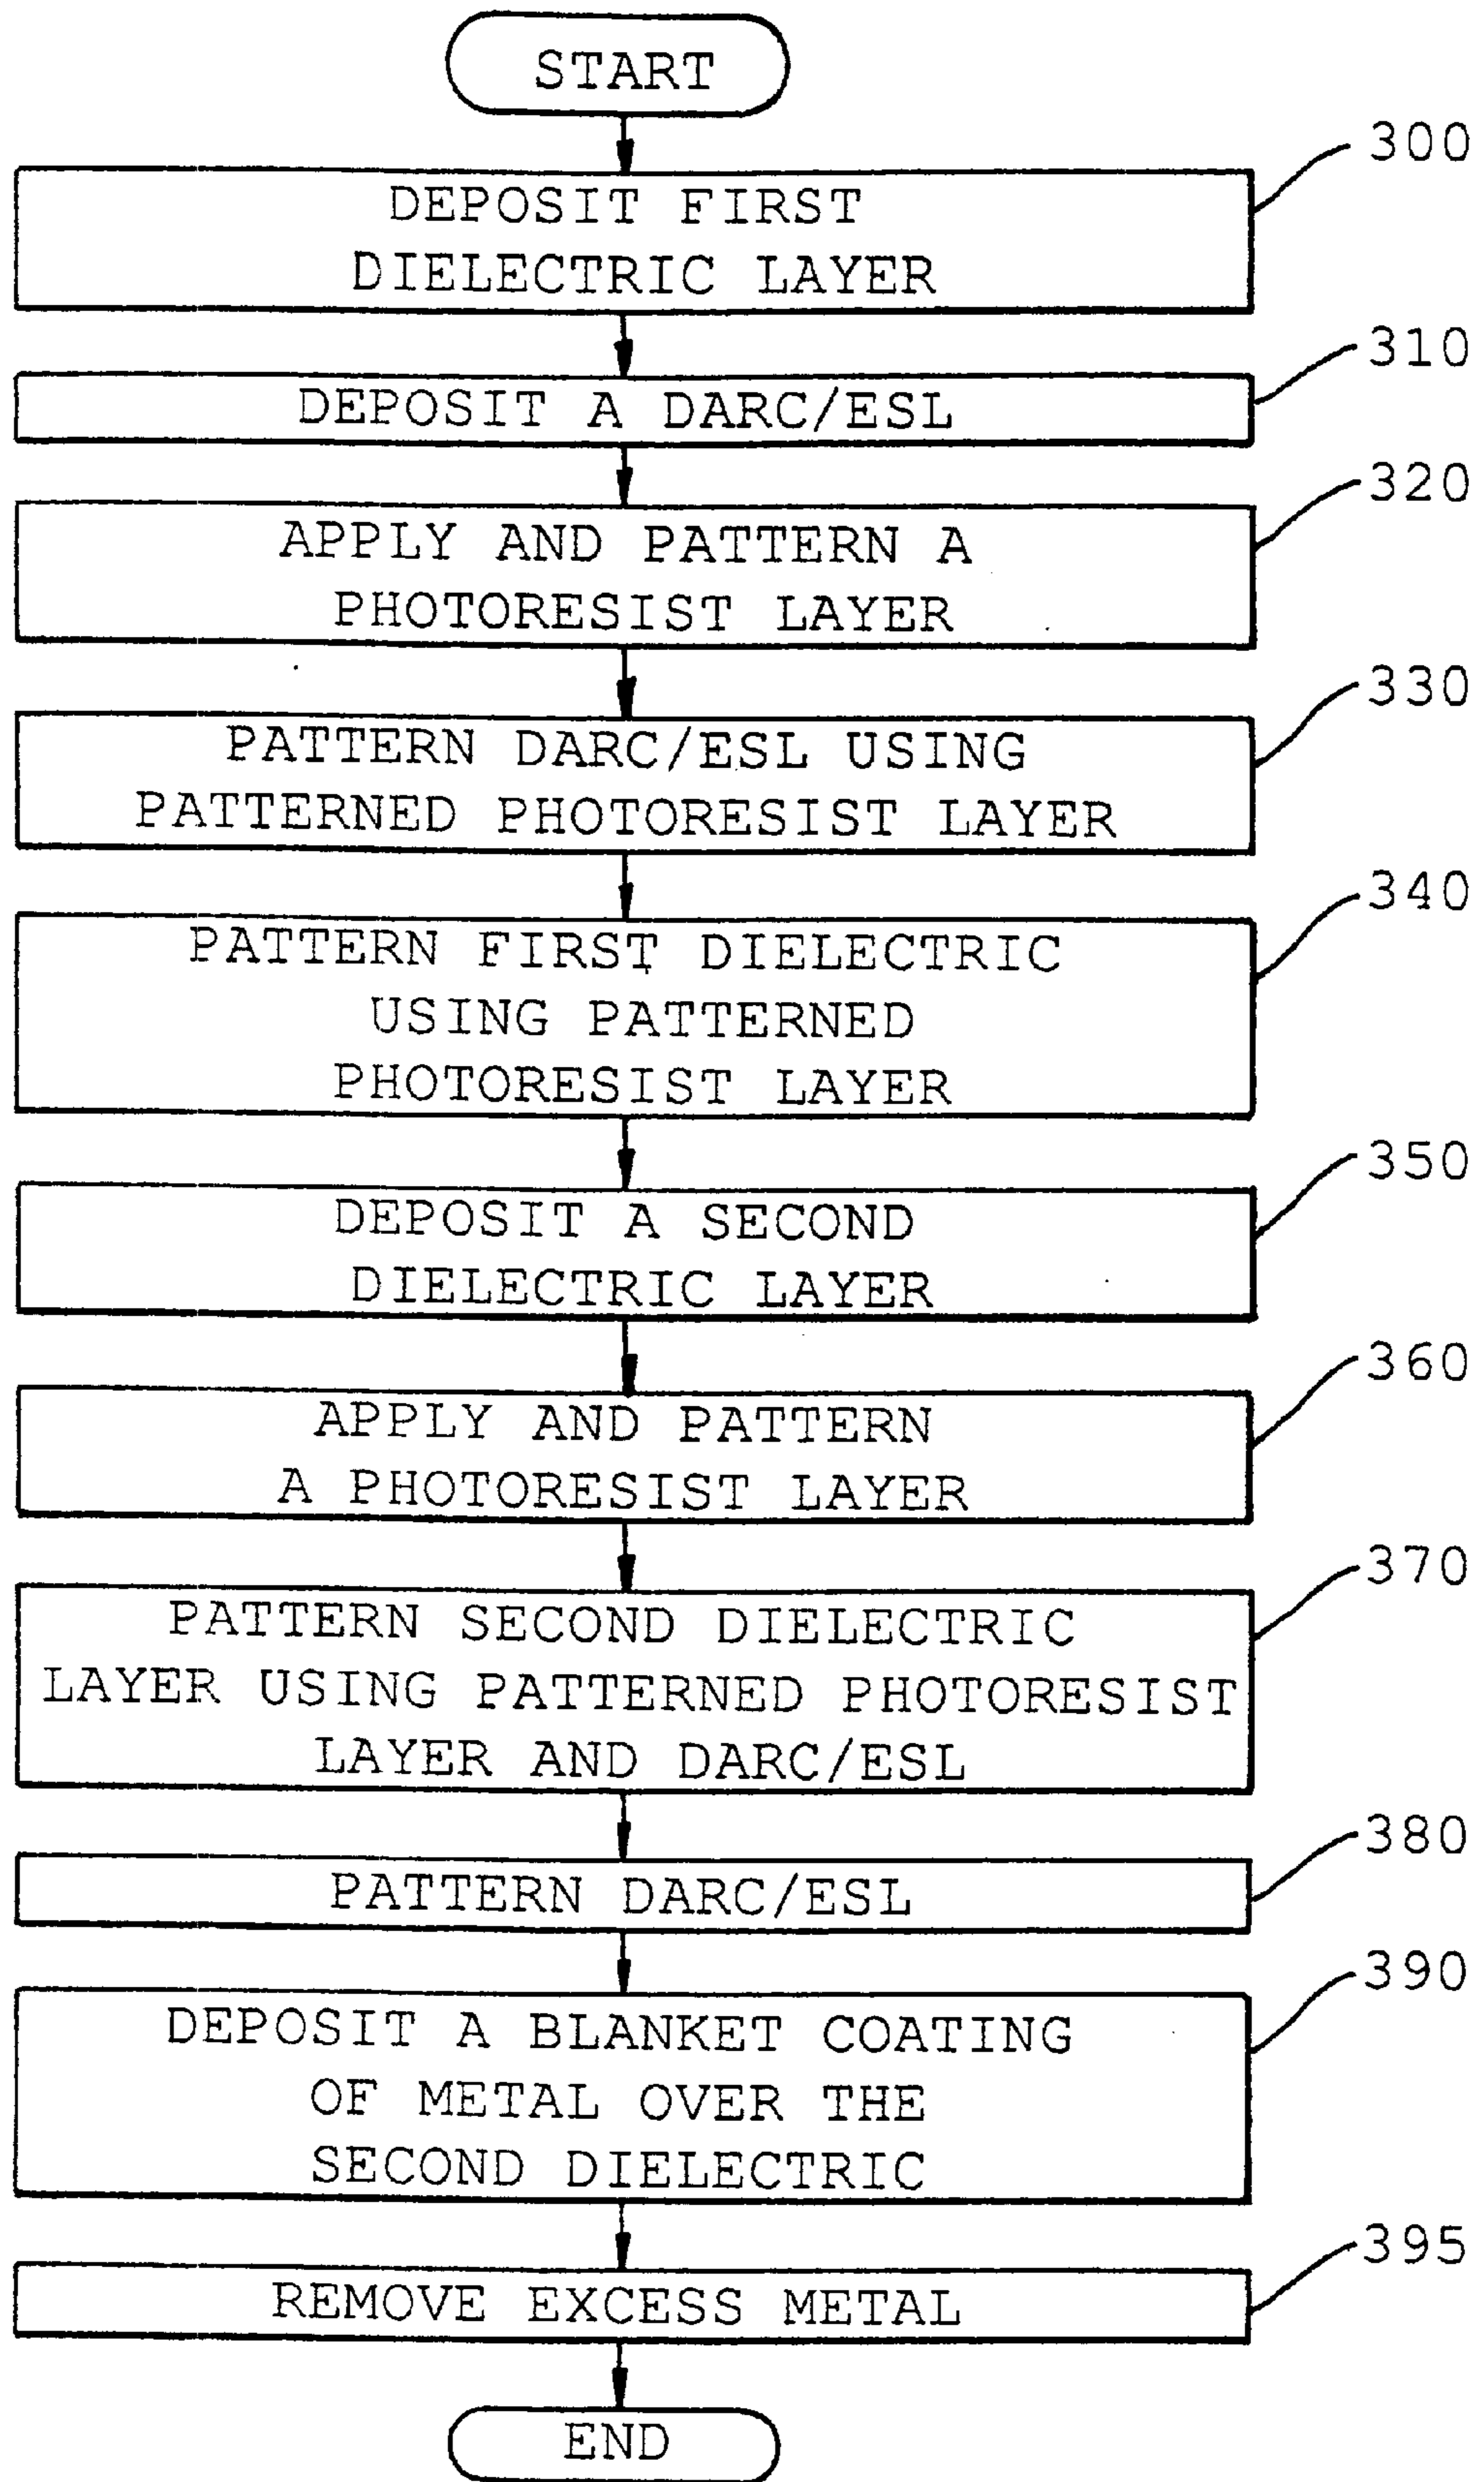 START
300
DEPOSIT FIRST
DIELECTRIC LAYER
310
DEPOSIT A DARC/ESL
320
APPLY AND PATTERN A
PHOTORESIST LAYER
330
PATTERN DARC/ESL USING
PATTERNED PHOTORESIST LAYER
340
PATTERN FIRST DIELECTRIC
USING PATTERNED
PHOTORESIST LAYER
350
DEPOSIT A SECOND
DIELECTRIC LAYER
360
APPLY AND PATTERN
A PHOTORESIST LAYER
370
PATTERN SECOND DIELECTRIC
LAYER USING PATTERNED PHOTORESIST
LAYER AND DARC/ESL
380
PATTERN DARC/ESL
390
DEPOSIT A BLANKET COATING
OF METAL OVER THE
SECOND DIELECTRIC
395
REMOVE EXCESS METAL
END